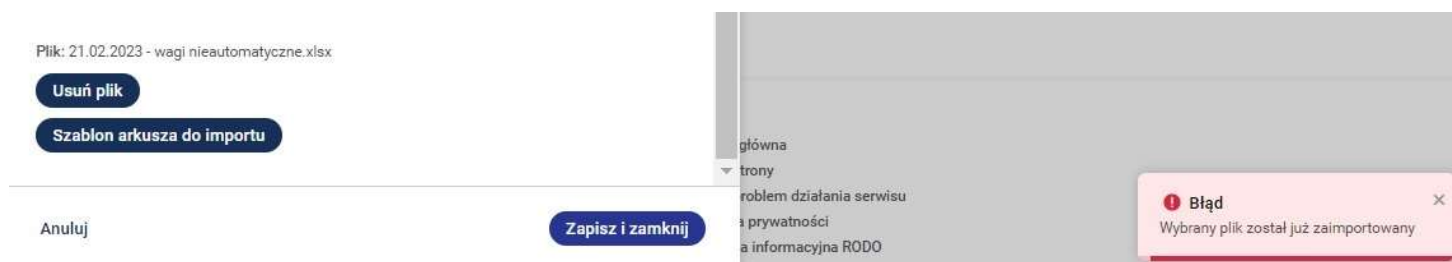 Plik: 21.02.2023 - wagi nieautomatyczne.xlsx
Usuń plik
Szablon arkusza do importu
Anuluj
Zapisz i zamknij
główna
trony
roblem działania serwisu
prywatności
a informacyjna RODO
Błąd
Wybrany plik został już zaimportowany